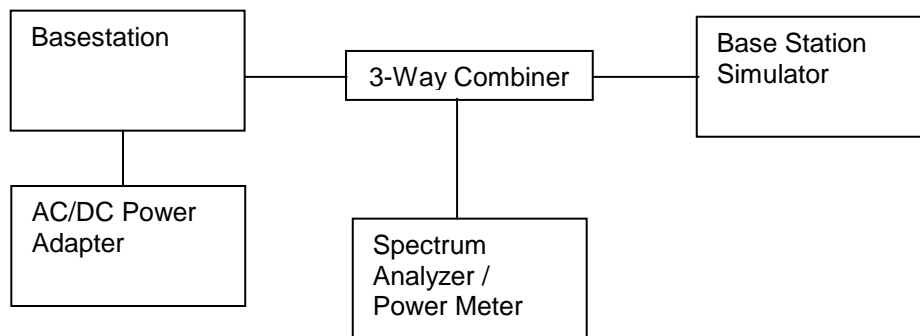 Basestation
3-Way Combiner
Base Station
Simulator
AC/DC Power
Adapter
Spectrum
Analyzer /
Power Meter